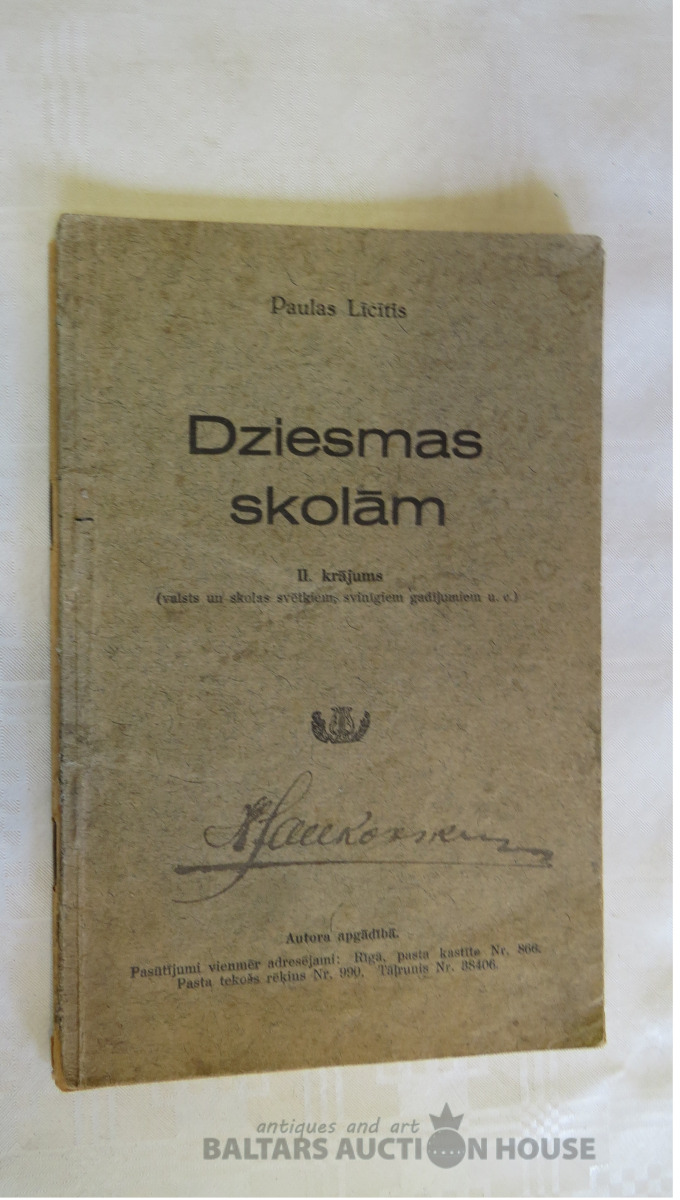 Paulas Līcītis
Dziesmas
skolām
II. krājums
(valsts un skolas svētkiem, svinīgiem gadījumiem u. c.)
Autora apgādībā.
Pasūtījumi vienmēr adresējami: Rīgā, pasta kastīte Nr. 866.
Pasta tekošs rēķins Nr. 990. Tāļrunis Nr. 38406.
antiques and art
BALTARS AUCTION HOUSE